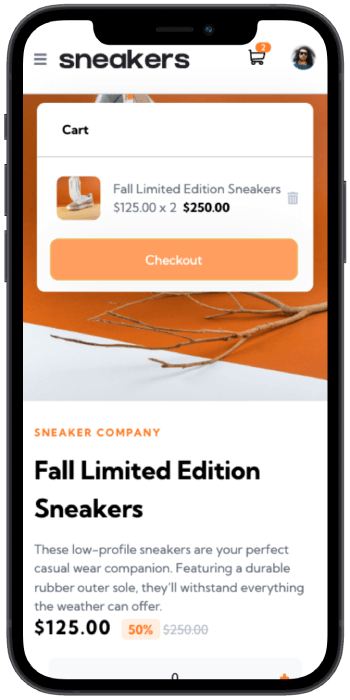 sneakers
2
Cart
Fall Limited Edition Sneakers
$125.00 x 2 $250.00
Checkout
SNEAKER COMPANY
Fall Limited Edition
Sneakers
These low-profile sneakers are your perfect
casual wear companion. Featuring a durable
rubber outer sole, they'll withstand everything
the weather can offer.
$125.00 50% $250.00
0